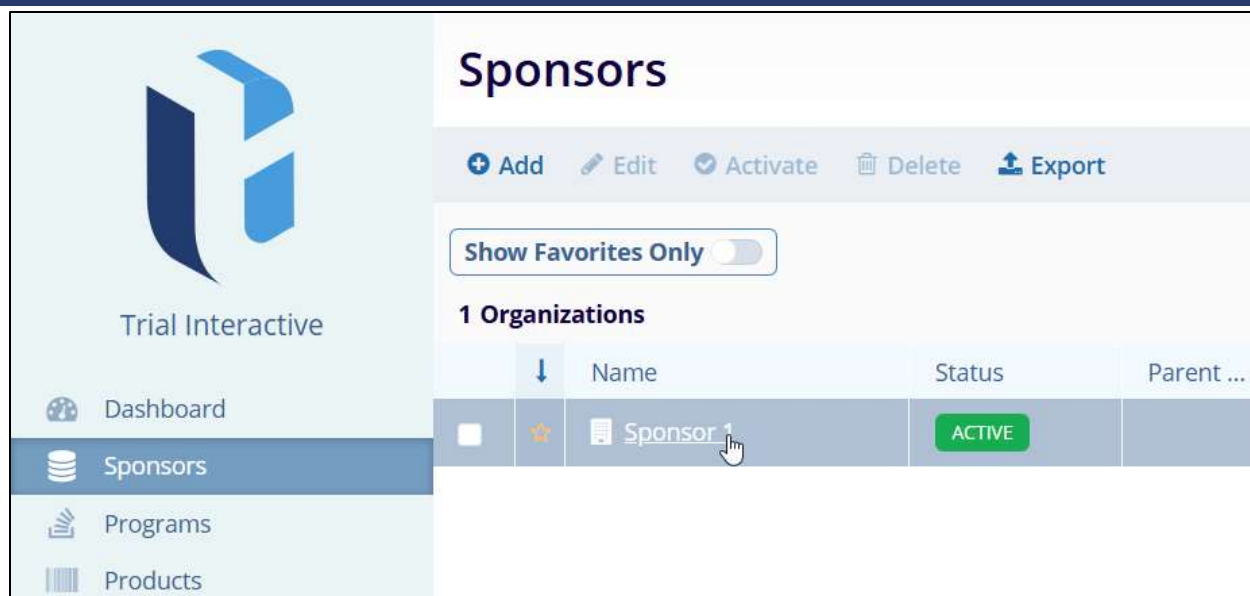 Sponsors
Add Edit Activate Delete Export
Show Favorites Only
1 Organizations
Trial Interactive
Name Status Parent ...
Dashboard
Sponsor 1 ACTIVE
Sponsors
Programs
Products